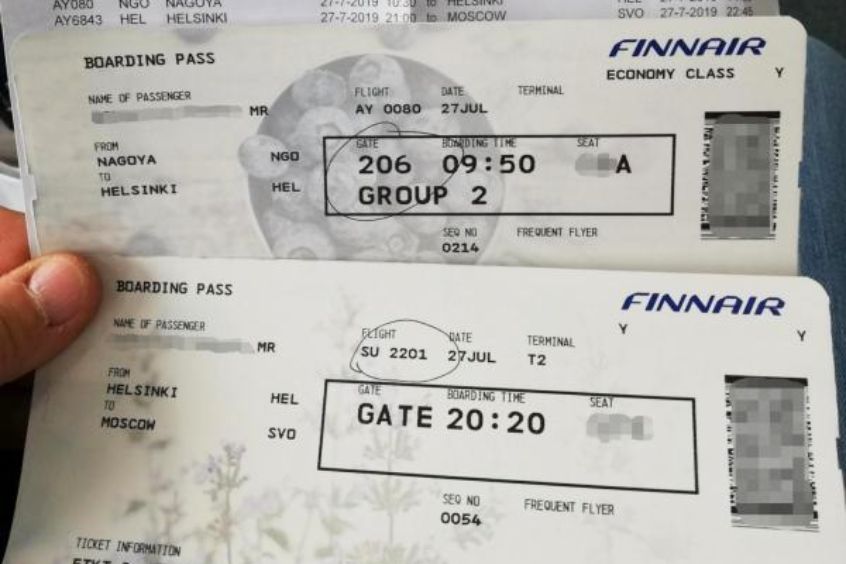 AY080 NGO NAGOYA 27-7-2019 10:30 to HELSINKI
AY6843 HEL HELSINKI 27-7-2019 21:00 to MOSCOW SVO 27-7-2019 22:45
BOARDING PASS FINNAIR
ECONOMY CLASS Y
NAME OF PASSENGER FLIGHT DATE TERMINAL
MR AY 0080 27JUL
FROM GATE BOARDING TIME SEAT
NAGOYA NGO 206 09:50 A
TO
HELSINKI HEL GROUP 2
SEQ NO FREQUENT FLYER
0214
BOARDING PASS FINNAIR
Y Y
NAME OF PASSENGER FLIGHT DATE TERMINAL
MR SU 2201 27JUL T2
FROM GATE BOARDING TIME SEAT
HELSINKI HEL GATE 20:20
TO
MOSCOW SVO
SEQ NO FREQUENT FLYER
0054
TICKET INFORMATION